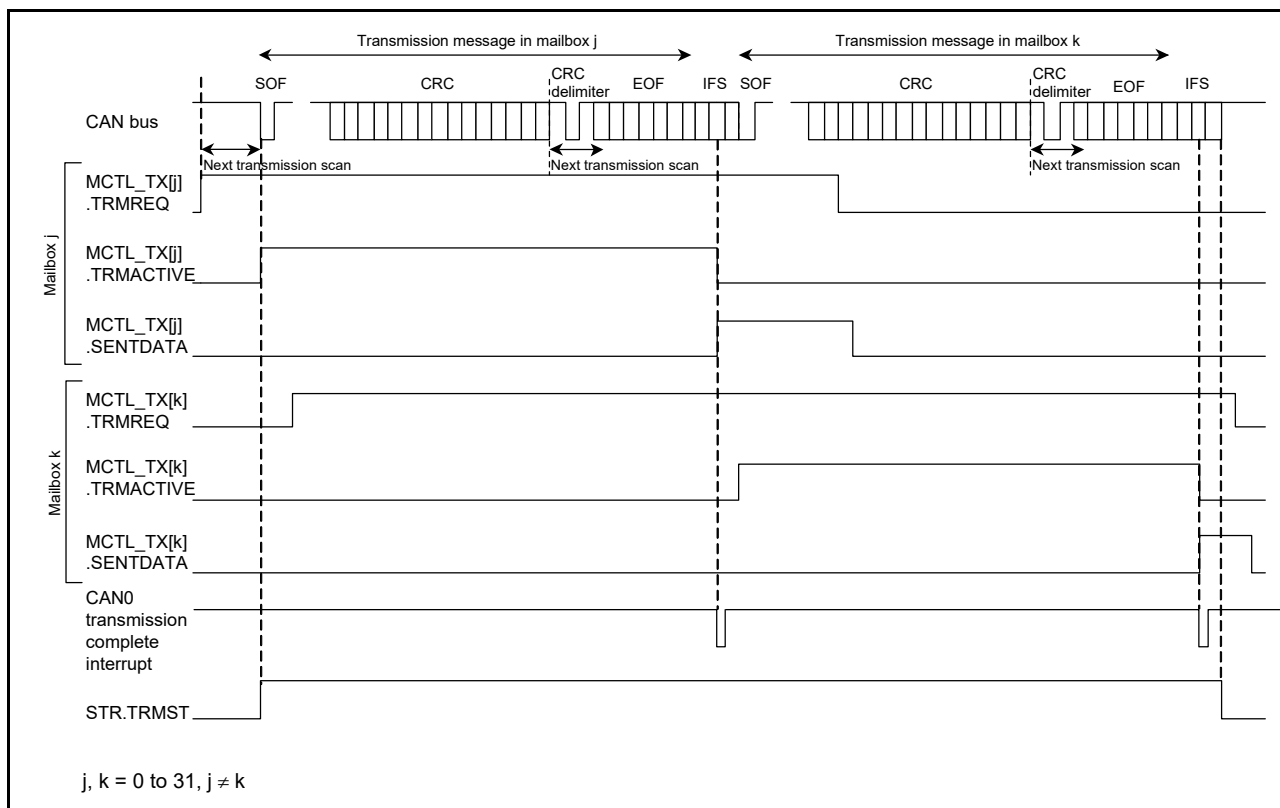 Transmission message in mailbox j
Transmission message in mailbox k
SOF
CRC
CRC
delimiter
EOF
IFS
SOF
CRC
CRC
delimiter
EOF
IFS
CAN bus
Next transmission scan
Next transmission scan
Next transmission scan
Mailbox j
MCTL_TX[j]
.TRMREQ
MCTL_TX[j]
.TRMACTIVE
MCTL_TX[j]
.SENTDATA
Mailbox k
MCTL_TX[k]
.TRMREQ
MCTL_TX[k]
.TRMACTIVE
MCTL_TX[k]
.SENTDATA
CAN0
transmission
complete
interrupt
STR.TRMST
j, k = 0 to 31, j ≠ k